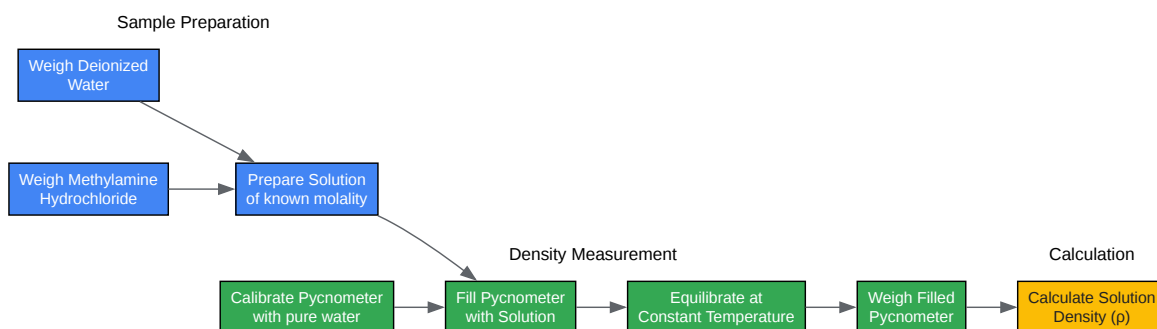 Sample Preparation
Weigh Deionized
Water
Weigh Methylamine
Hydrochloride
Prepare Solution
of known molality
Density Measurement
Calculation
Calibrate Pycnometer
with pure water
Fill Pycnometer
with Solution
Equilibrate at
Constant Temperature
Weigh Filled
Pycnometer
Calculate Solution
Density (ρ)